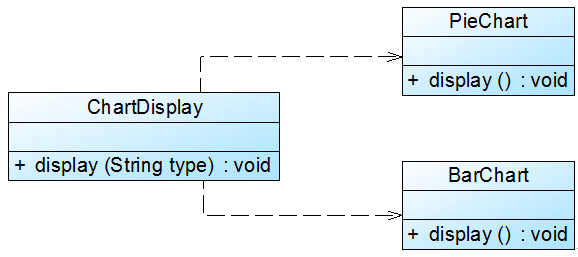 PieChart
+ display () : void
ChartDisplay
+ display (String type) : void
BarChart
+ display () : void